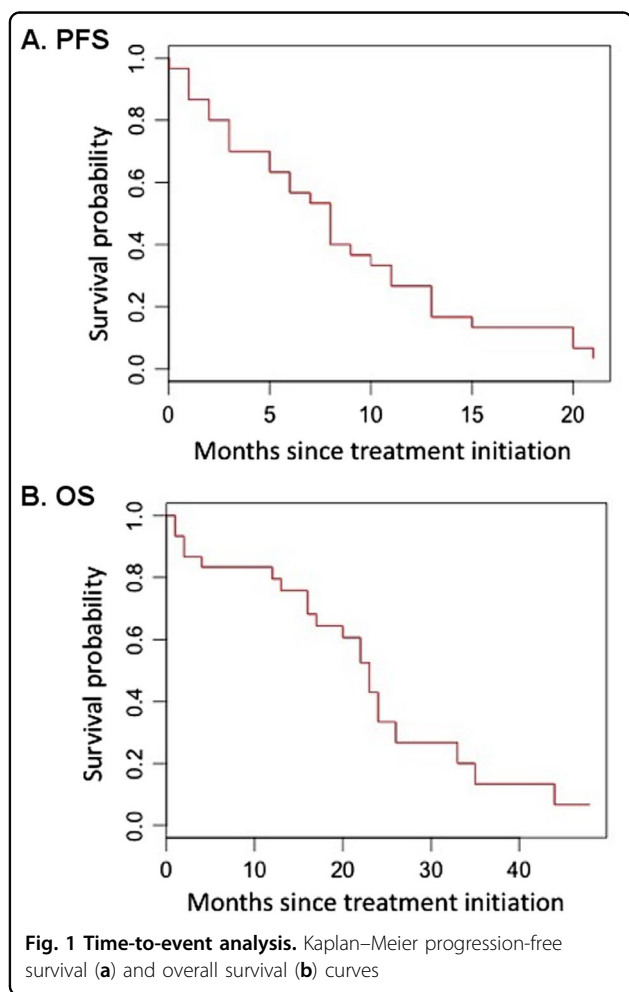 A. PFS
1.0
0.8
0.6
0.4
0.2
0.0
Survival probability
0 5 10 15 20
Months since treatment initiation
B. OS
1.0
0.8
0.6
0.4
0.2
0.0
Survival probability
0 10 20 30 40
Months since treatment initiation
Fig. 1 Time-to-event analysis. Kaplan–Meier progression-free
survival (a) and overall survival (b) curves